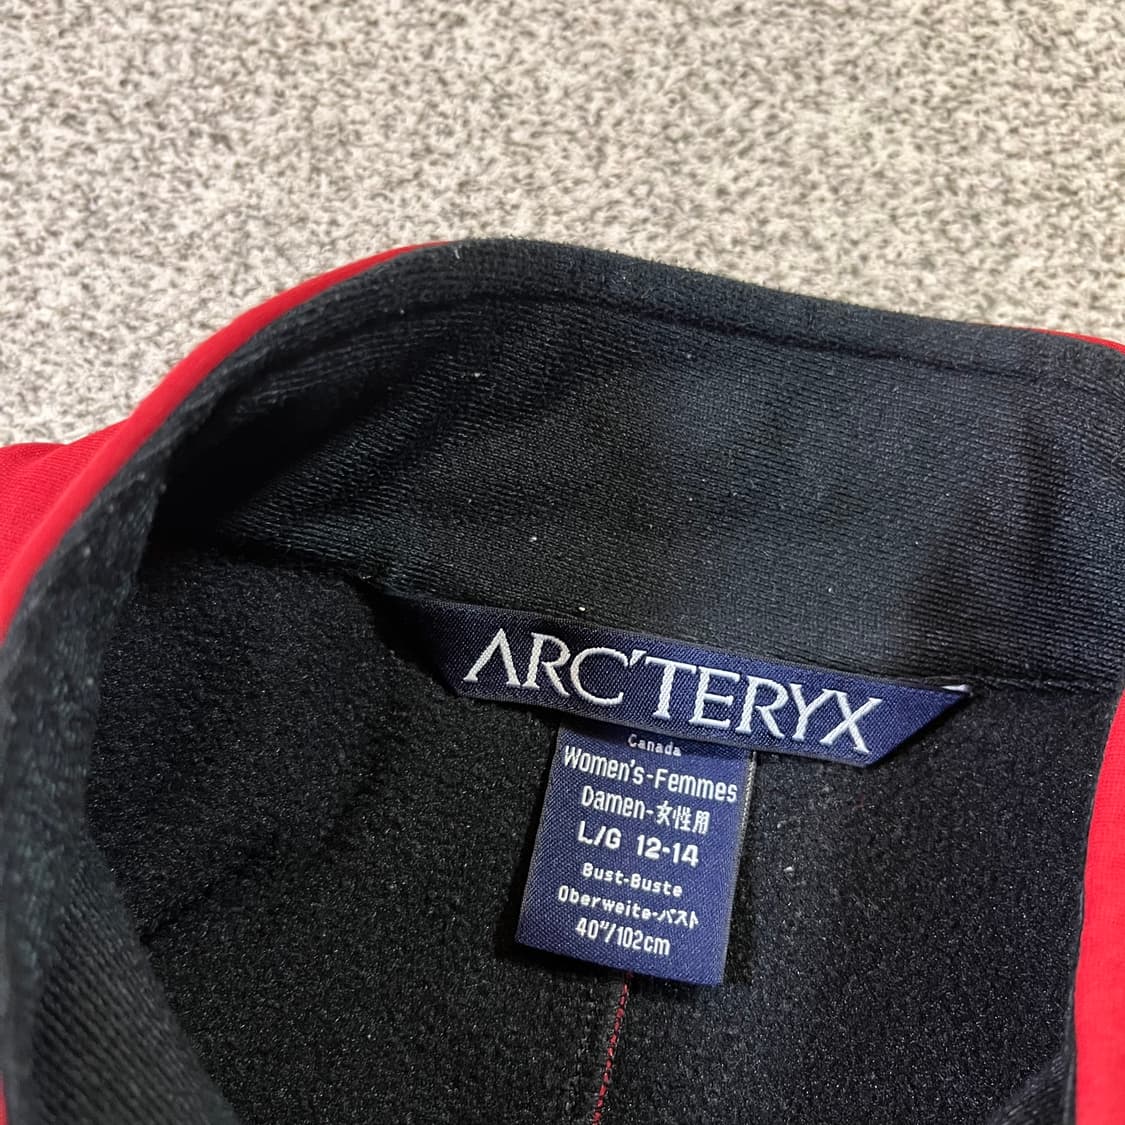 ARC'TERYX
Canada
Women's-Femmes
Damen-女性用
L/G 12-14
Bust-Buste
Oberweite-バスト
40"/102cm